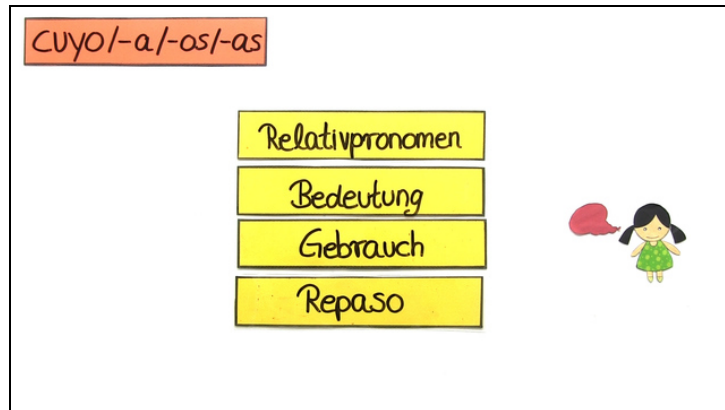 CUYO/-a/-os/-as
Relativpronomen
Bedeutung
Gebrauch
Repaso